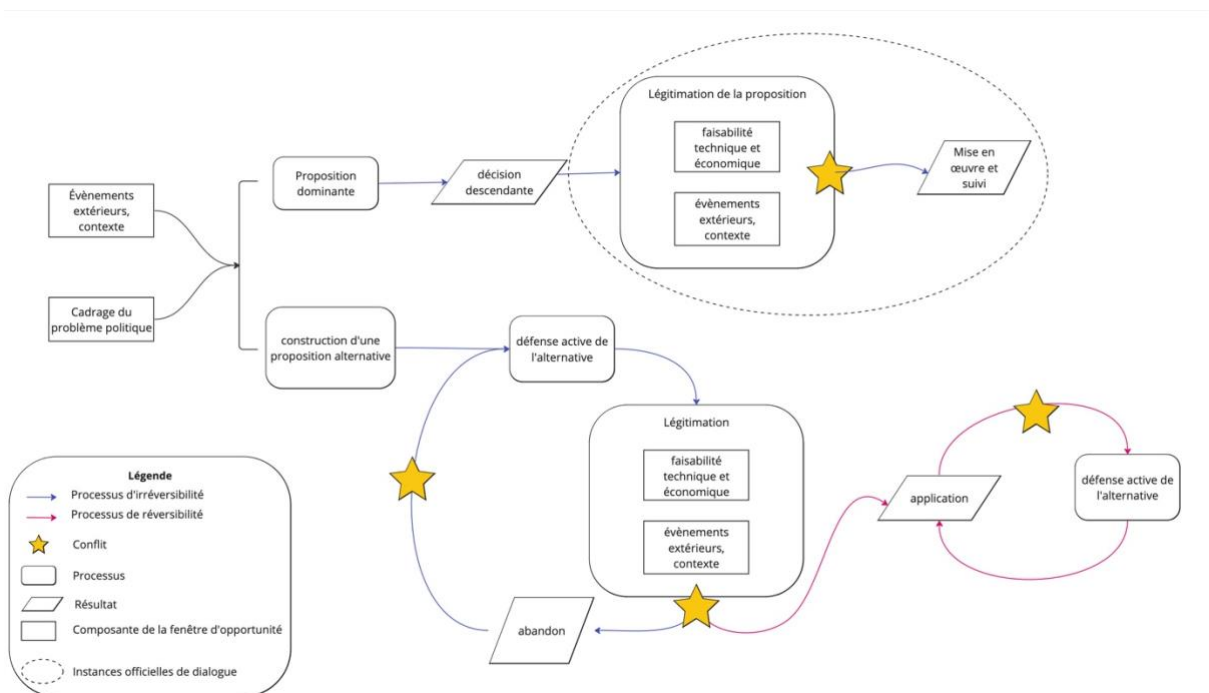 Évènements
extérieurs,
contexte
Cadrage du
problème politique
Proposition
dominante
décision
descendante
Légitimation de la proposition
faisabilité
technique et
économique
évènements
extérieurs,
contexte
Mise en
œuvre et
suivi
construction d'une
proposition alternative
défense active de
l'alternative
Légitimation
faisabilité
technique et
économique
évènements
extérieurs,
contexte
abandon
application
défense active de
l'alternative
Légende
Processus d'irréversibilité
Processus de réversibilité
Conflit
Processus
Résultat
Composante de la fenêtre d'opportunité
Instances officielles de dialogue